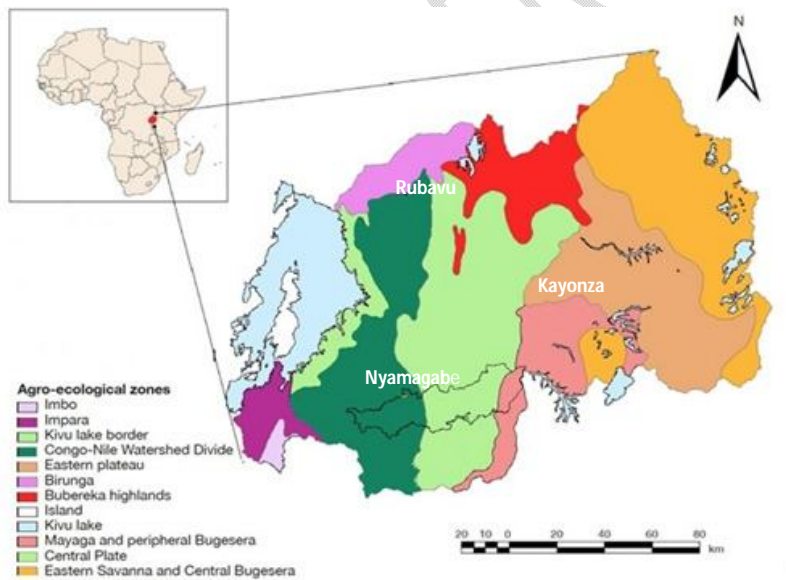 N
Rubavu
Kayonza
Nyamagabe
Agro-ecological zones
Imbo
Impara
Kivu lake border
Congo-Nile Watershed Divide
Eastern plateau
Birunga
Bubereka highlands
Island
Kivu lake
Mayaga and peripheral Bugesera
Central Plate
Eastern Savanna and Central Bugesera
20 10 0 20 40 60 80
km